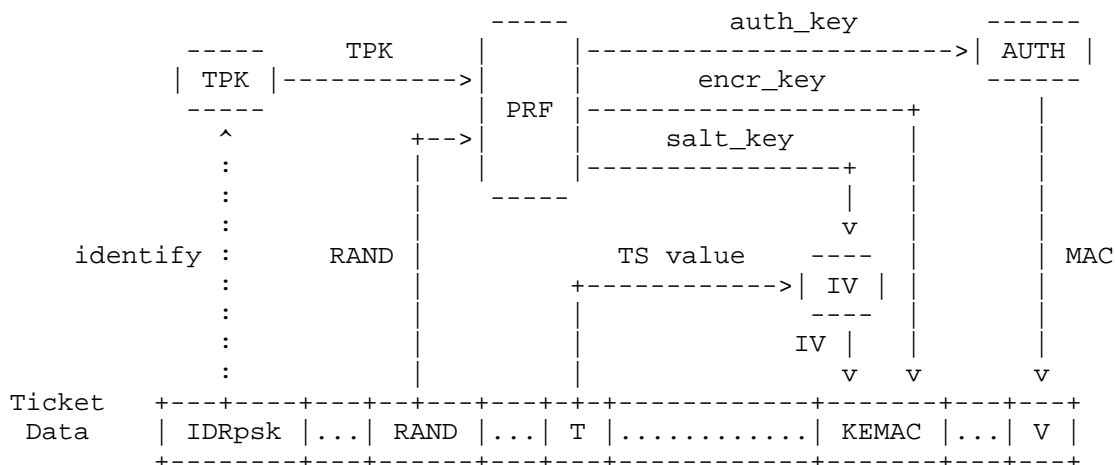 auth_key
TPK
TPK
AUTH
encr_key
PRF
salt_key
identify
RAND
TS value
MAC
IV
IV
Ticket
Data
IDRpsk ... RAND ... T ............ KEMAC ... V